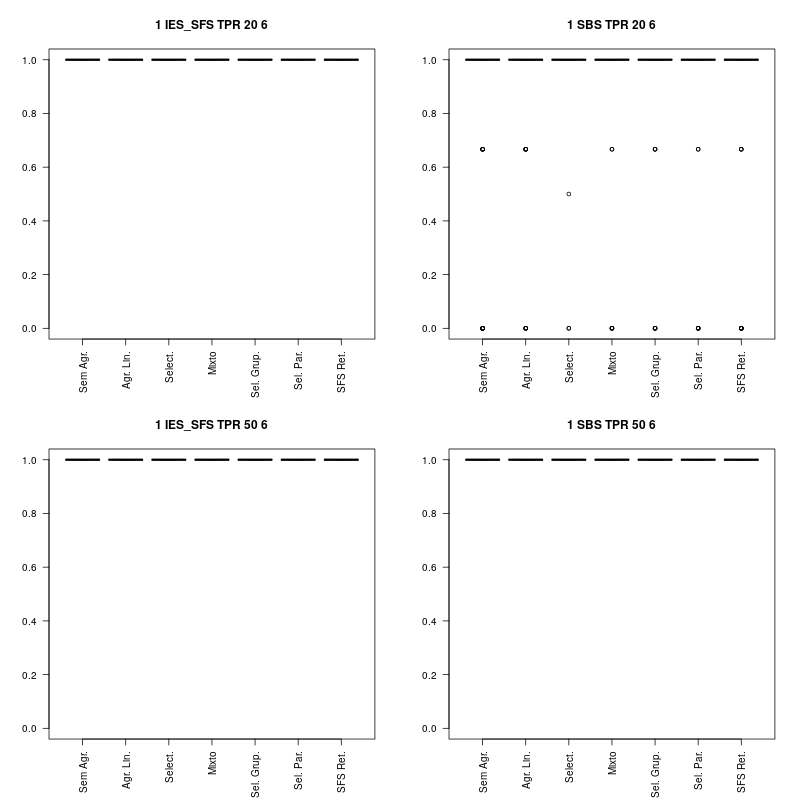 1 IES_SFS TPR 20 6
1.0
0.8
0.6
0.4
0.2
0.0
Sem Agr.
Agr. Lin.
Select.
Mixto
Sel. Grup.
Sel. Par.
SFS Ret.
1 SBS TPR 20 6
1.0
0.8
0.6
0.4
0.2
0.0
Sem Agr.
Agr. Lin.
Select.
Mixto
Sel. Grup.
Sel. Par.
SFS Ret.
1 IES_SFS TPR 50 6
1.0
0.8
0.6
0.4
0.2
0.0
Sem Agr.
Agr. Lin.
Select.
Mixto
Sel. Grup.
Sel. Par.
SFS Ret.
1 SBS TPR 50 6
1.0
0.8
0.6
0.4
0.2
0.0
Sem Agr.
Agr. Lin.
Select.
Mixto
Sel. Grup.
Sel. Par.
SFS Ret.